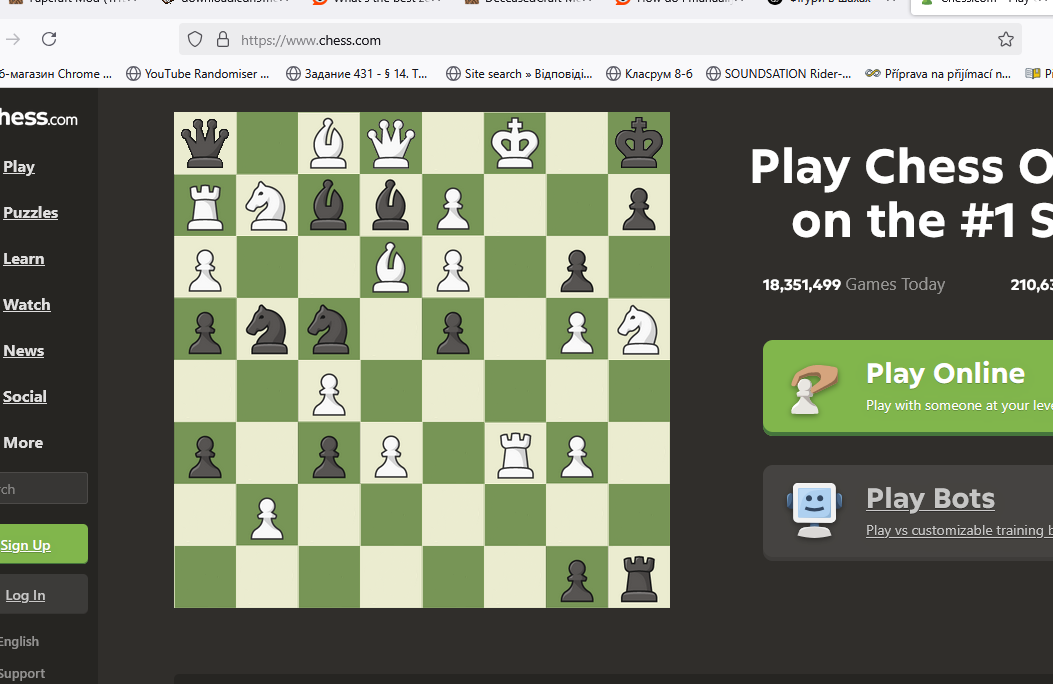 https://www.chess.com
б-магазин Chrome ...
YouTube Randomiser ...
Задание 431 - § 14. Т...
Site search » Відповіді...
Класрум 8-б
SOUNDSATION Rider-...
Příprava na přijímací n...
hess.com
Play
Puzzles
Learn
Watch
News
Social
More
rch
Sign Up
Log In
English
Support
Play Chess O
on the #1 S
18,351,499 Games Today
210,63
Play Online
Play with someone at your leve
Play Bots
Play vs customizable training b